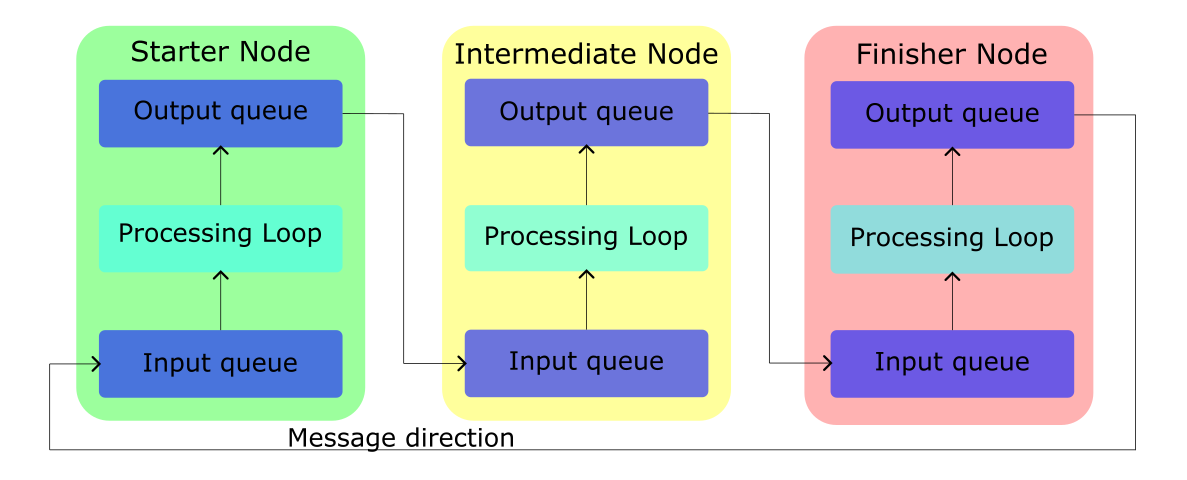 Starter Node
Output queue
Processing Loop
Input queue
Intermediate Node
Output queue
Processing Loop
Input queue
Finisher Node
Output queue
Processing Loop
Input queue
Message direction